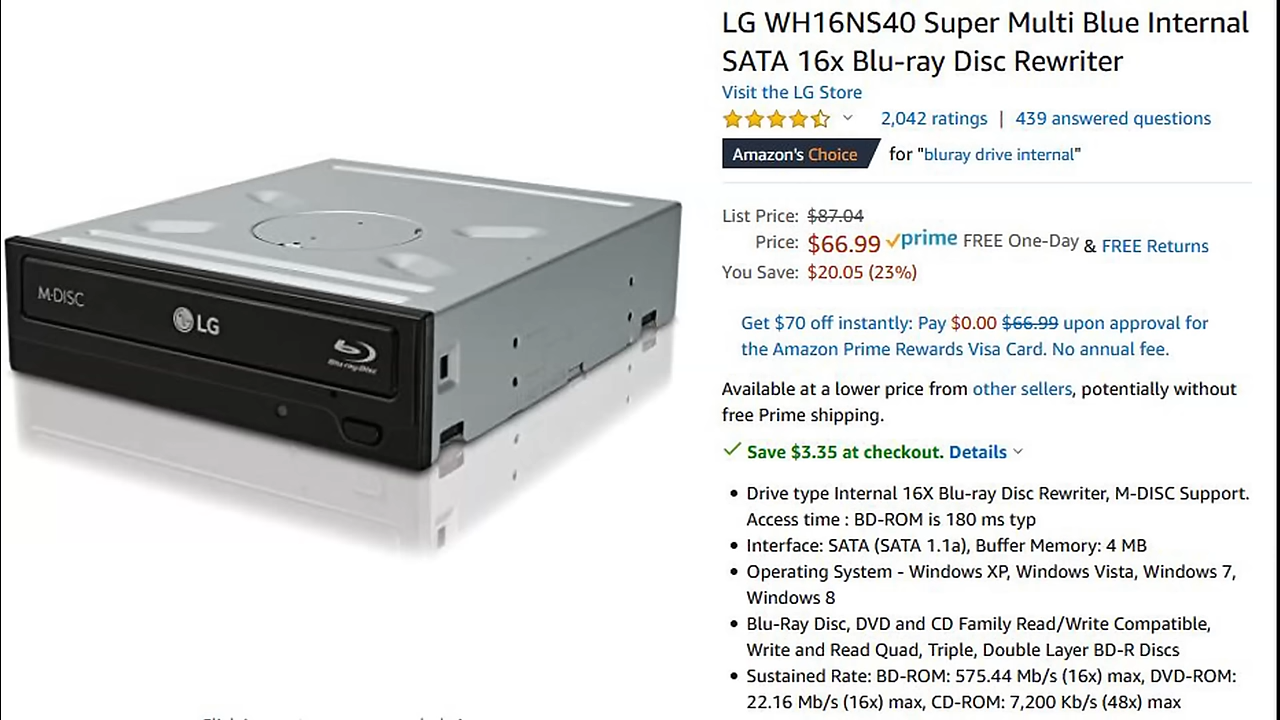 LG WH16NS40 Super Multi Blue Internal
SATA 16x Blu-ray Disc Rewriter
Visit the LG Store
2,042 ratings | 439 answered questions
Amazon's Choice for "bluray drive internal"
List Price: $87.04
Price: $66.99 prime FREE One-Day & FREE Returns
You Save: $20.05 (23%)
Get $70 off instantly: Pay $0.00 $66.99 upon approval for
the Amazon Prime Rewards Visa Card. No annual fee.
Available at a lower price from other sellers, potentially without
free Prime shipping.
Save $3.35 at checkout. Details
• Drive type Internal 16X Blu-ray Disc Rewriter, M-DISC Support.
Access time : BD-ROM is 180 ms typ
• Interface: SATA (SATA 1.1a), Buffer Memory: 4 MB
• Operating System - Windows XP, Windows Vista, Windows 7,
Windows 8
• Blu-Ray Disc, DVD and CD Family Read/Write Compatible,
Write and Read Quad, Triple, Double Layer BD-R Discs
• Sustained Rate: BD-ROM: 575.44 Mb/s (16x) max, DVD-ROM:
22.16 Mb/s (16x) max, CD-ROM: 7,200 Kb/s (48x) max
M-DISC
LG
Blu-ray Disc